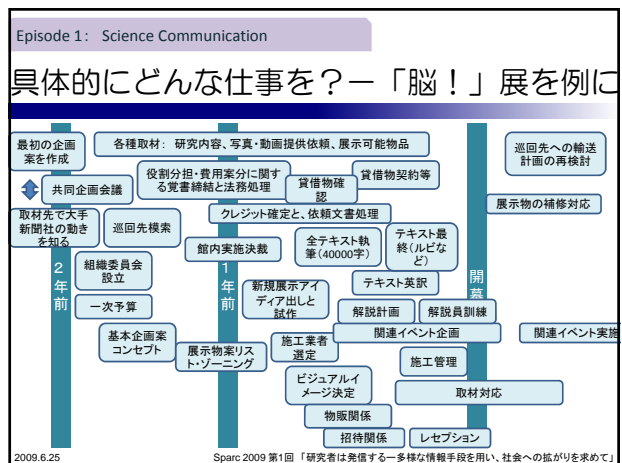 Episode 1： Science Communication
具体的にどんな仕事を？－「脳！」展を例に
最初の企画
案を作成
各種取材： 研究内容、写真・動画提供依頼、展示可能物品
巡回先への輸送
計画の再検討
役割分担・費用案分に関す
る覚書締結と法務処理
貸借物確
認
貸借物契約等
共同企画会議
展示物の補修対応
クレジット確定と、依頼文書処理
取材先で大手
新聞社の動き
を知る
巡回先模索
館内実施決裁
全テキスト執
筆（40000字）
テキスト最
終（ルビな
ど）
2年前
組織委員会
設立
1年前
新規展示アイ
ディア出しと
試作
テキスト英訳
開幕
一次予算
解説計画
解説員訓練
基本企画案
コンセプト
関連イベント企画
関連イベント実施
展示物案リス
ト・ゾーニング
施工業者
選定
施工管理
ビジュアルイ
メージ決定
取材対応
物販関係
招待関係
レセプション
2009.6.25
Sparc 2009 第1回 「研究者は発信する－多様な情報手段を用い、社会への拡がりを求めて」